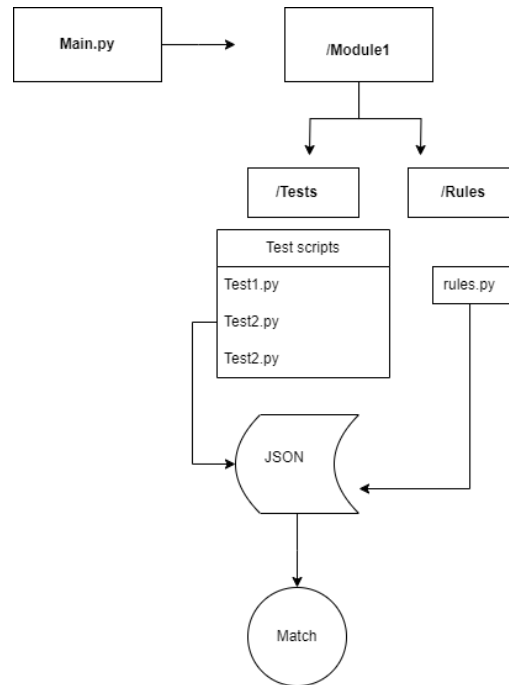 Main.py
/Module1
/Tests
/Rules
Test scripts
Test1.py
Test2.py
Test2.py
rules.py
JSON
Match